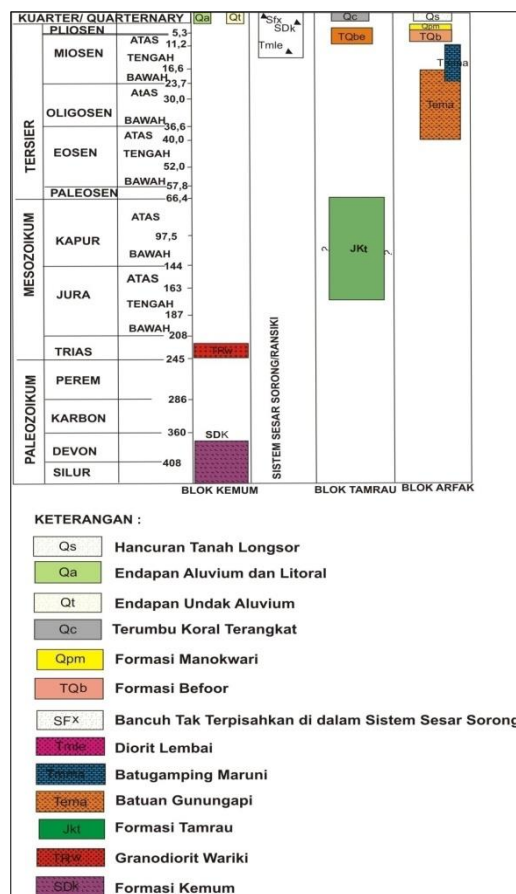 KUARTER/ QUARTERNARY Qa Qt Sfx SDk Qc Qs
PLIOSEN 5,3 Qpm
MIOSEN ATAS 11,2 TQbe TQb
TENGAH 16,6 Tmle Tmma
BAWAH 23,7
TERSIER
OLIGOSEN AtAS 30,0 Tema
BAWAH 36,6
EOSEN ATAS 40,0
TENGAH 52,0
BAWAH 57,8
PALEOSEN 66,4
MESOZOIKUM
KAPUR ATAS
97,5
BAWAH 144
? JKt ?
JURA ATAS 163
TENGAH 187
BAWAH 208
TRIAS TRw
245
PALEOZOIKUM
PEREM 286
KARBON 360
DEVON SDK
408
SILUR
SISTEM SESAR SORONG/RANSIKI
BLOK KEMUM BLOK TAMRAU BLOK ARFAK
KETERANGAN :
Qs Hancuran Tanah Longsor
Qa Endapan Aluvium dan Litoral
Qt Endapan Undak Aluvium
Qc Terumbu Koral Terangkat
Qpm Formasi Manokwari
TQb Formasi Befoor
SFx Bancuh Tak Terpisahkan di dalam Sistem Sesar Sorong
Tmle Diorit Lembai
Tmma Batugamping Maruni
Tema Batuan Gunungapi
Jkt Formasi Tamrau
TRw Granodiorit Wariki
SDk Formasi Kemum